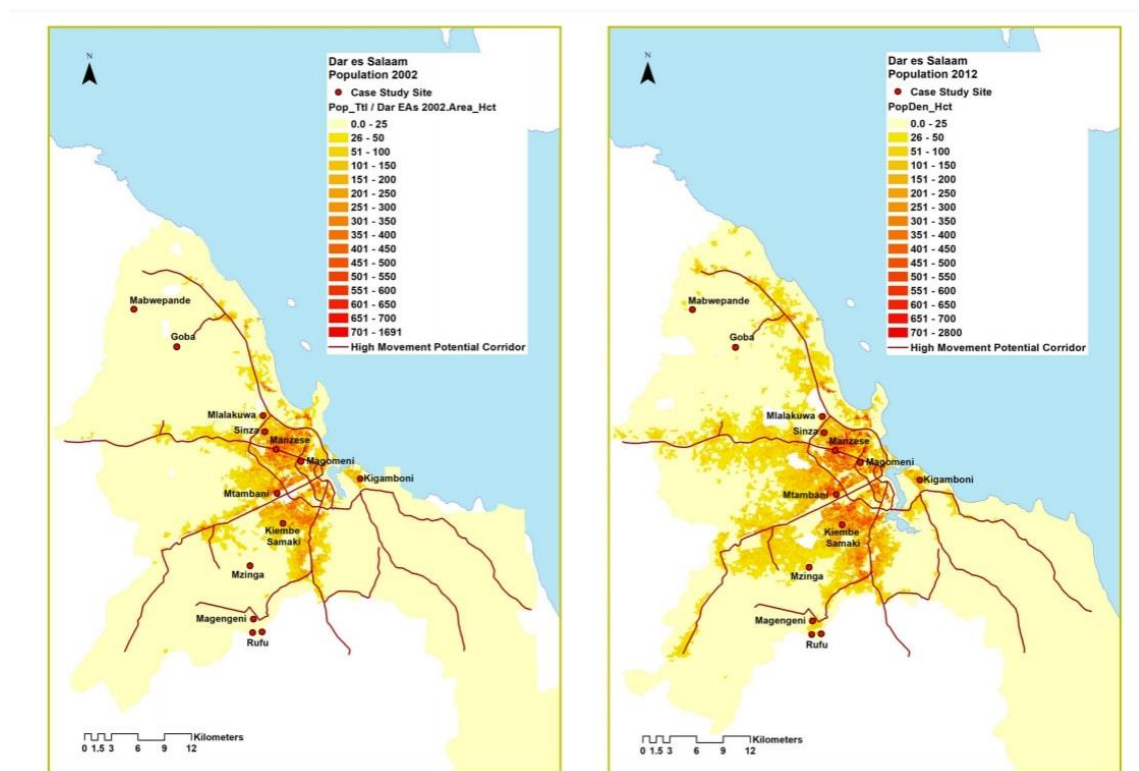 N
Dar es Salaam
Population 2002
Case Study Site
Pop_Ttl / Dar EAs 2002.Area_Hct
0.0 - 25
26 - 50
51 - 100
101 - 150
151 - 200
201 - 250
251 - 300
301 - 350
351 - 400
401 - 450
451 - 500
501 - 550
551 - 600
601 - 650
651 - 700
701 - 1691
High Movement Potential Corridor
Mabwepande
Goba
Mlalakuwa
Sinza
Manzese
Magomeni
Kigamboni
Mtambani
Kiembe
Samaki
Mzinga
Magengeni
Rufu
Kilometers
0 1.5 3 6 9 12
N
Dar es Salaam
Population 2012
Case Study Site
PopDen_Hct
0.0 - 25
26 - 50
51 - 100
101 - 150
151 - 200
201 - 250
251 - 300
301 - 350
351 - 400
401 - 450
451 - 500
501 - 550
551 - 600
601 - 650
651 - 700
701 - 2800
High Movement Potential Corridor
Mabwepande
Goba
Mlalakuwa
Sinza
Manzese
Magomeni
Kigamboni
Mtambani
Kiembe
Samaki
Mzinga
Magengeni
Rufu
Kilometers
0 1.5 3 6 9 12